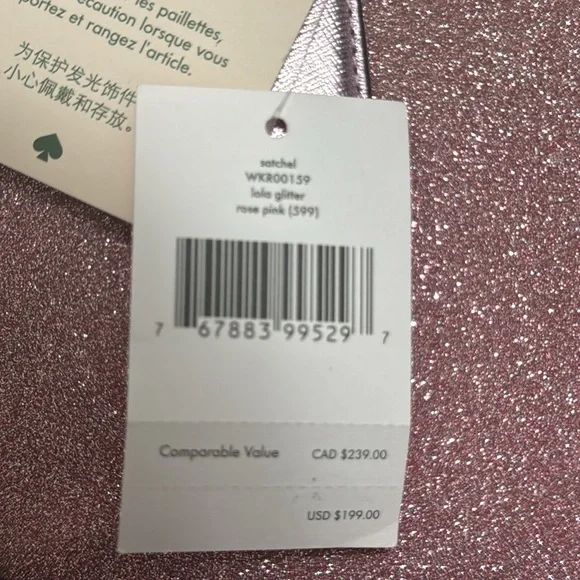 les paillettes,
écaution lorsque vous
portez et rangez l'article.
为保护发光饰件
小心佩戴和存放。
satchel
WKR00159
lola glitter
rose pink (599)
7 67883 99529 7
Comparable Value CAD $239.00
USD $199.00